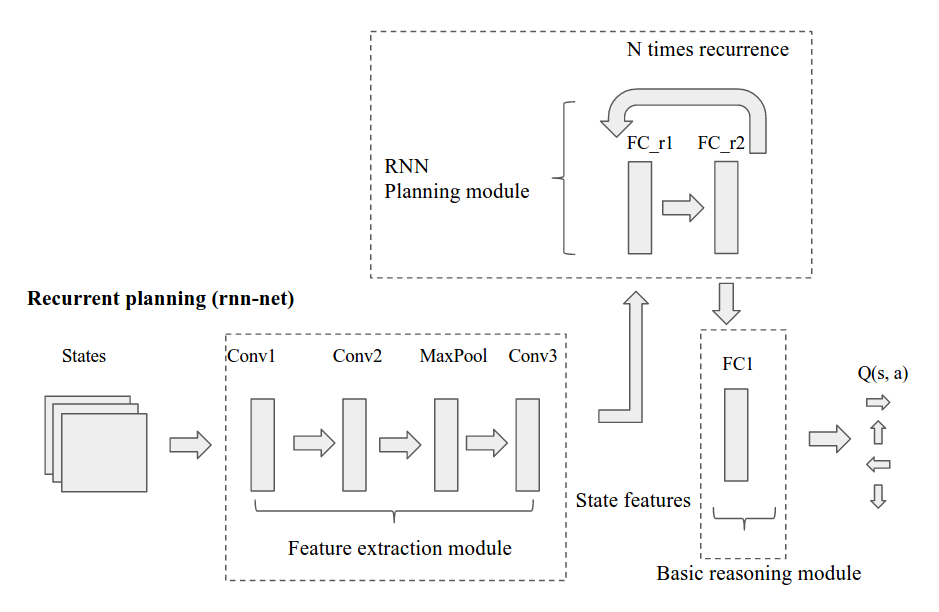 N times recurrence
FC_r1 FC_r2
RNN
Planning module
Recurrent planning (rnn-net)
States
Conv1 Conv2 MaxPool Conv3
FC1
Q(s, a)
State features
Feature extraction module
Basic reasoning module